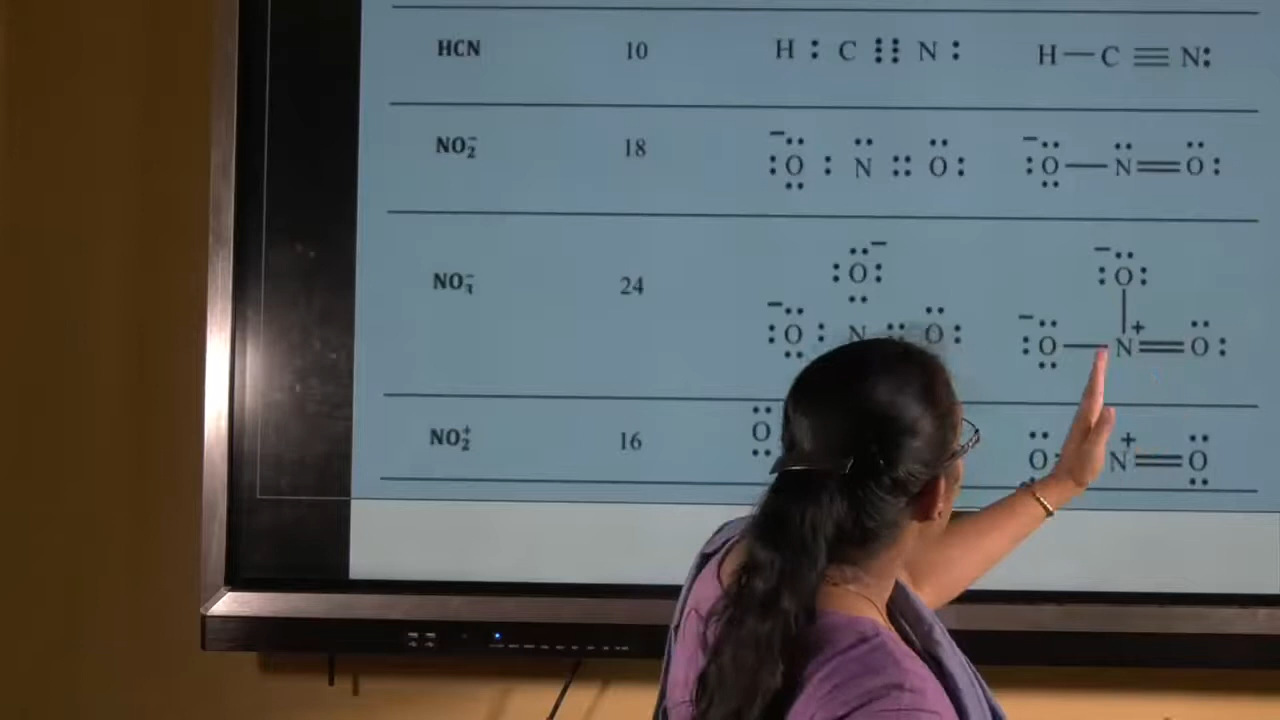 HCN 10 H : C ⁝⁝ N : H — C ≡ N:
NO₂⁻ 18 ⁻:Ö̤ : N̈ :: Ö: ⁻:Ö̤ — N̈ = Ö:
NO₃⁻ 24 :Ö̤:⁻ ⁻:Ö̤:
⁻:Ö̤ : N :: Ö: ⁻:Ö̤ — N⁺ = Ö:
NO₂⁺ 16 Ö̤ Ö̤ N⁺ = Ö̤